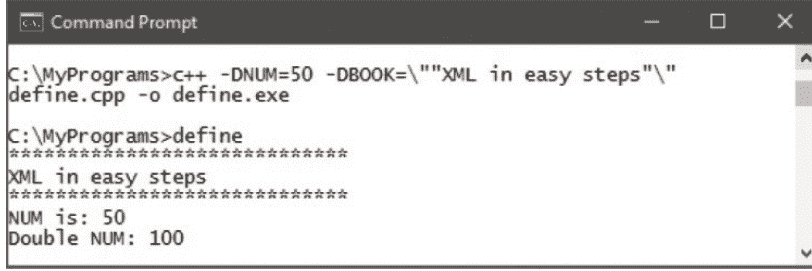 Command Prompt
C:\MyPrograms>c++ -DNUM=50 -DBOOK=\""XML in easy steps"\"
define.cpp -o define.exe
C:\MyPrograms>define
*****************************
XML in easy steps
*****************************
NUM is: 50
Double NUM: 100